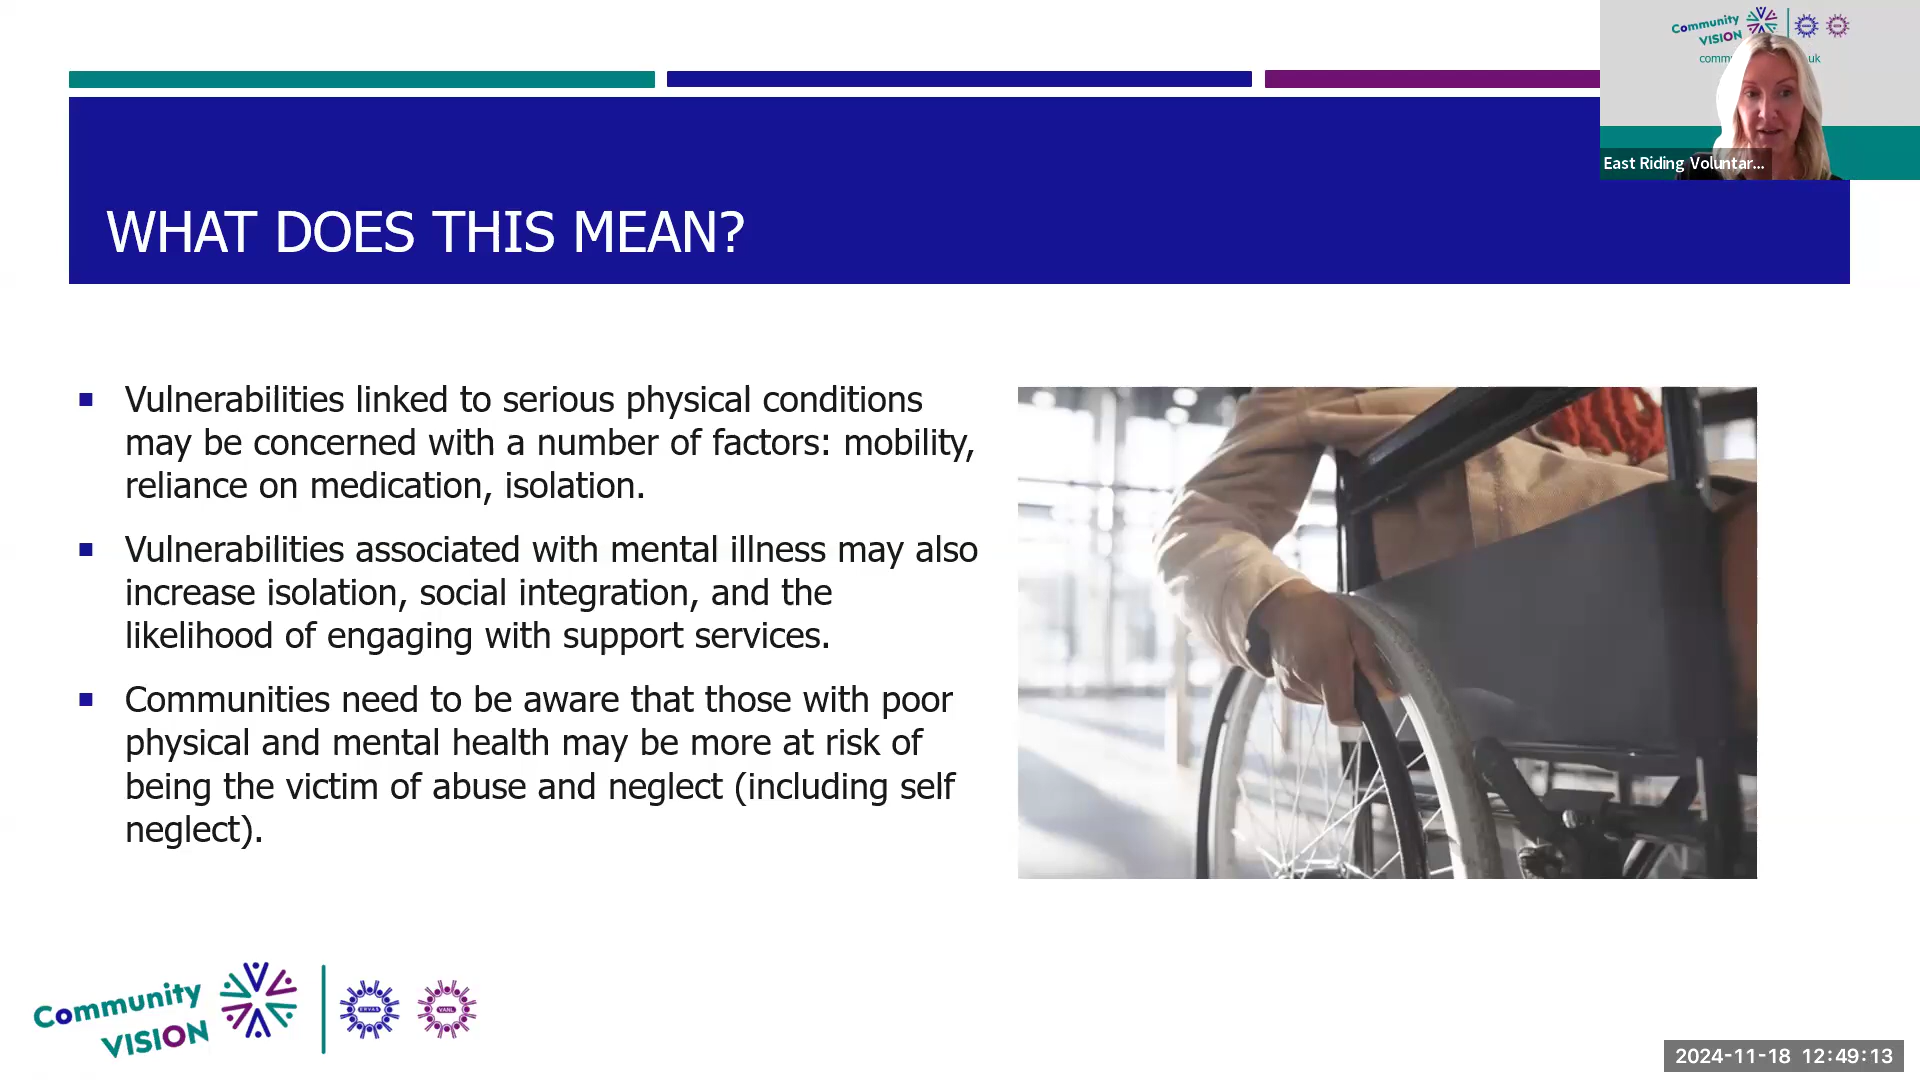 Community
VISION
comm
uk
East Riding Voluntar...
WHAT DOES THIS MEAN?
Vulnerabilities linked to serious physical conditions
may be concerned with a number of factors: mobility,
reliance on medication, isolation.
Vulnerabilities associated with mental illness may also
increase isolation, social integration, and the
likelihood of engaging with support services.
Communities need to be aware that those with poor
physical and mental health may be more at risk of
being the victim of abuse and neglect (including self
neglect).
Community
VISION
ERVAS
VANL
2024-11-18 12:49:13